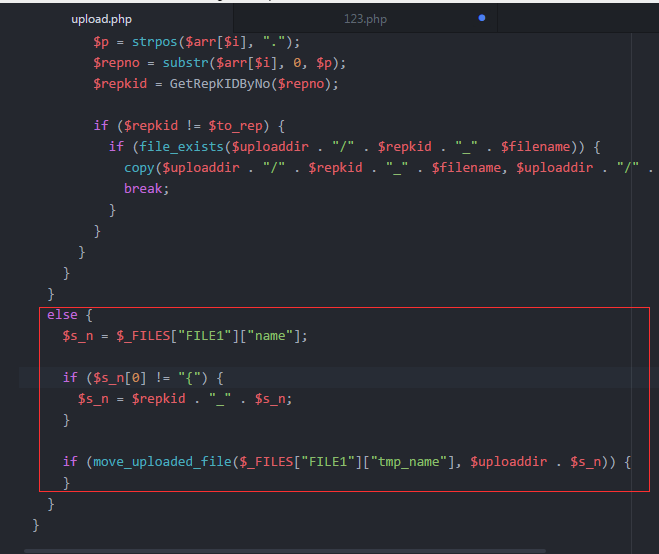 upload.php 123.php
$p = strpos($arr[$i], ".");
$repno = substr($arr[$i], 0, $p);
$repkid = GetRepKIDByNo($repno);
if ($repkid != $to_rep) {
if (file_exists($uploaddir . "/" . $repkid . "_" . $filename)) {
copy($uploaddir . "/" . $repkid . "_" . $filename, $uploaddir . "/" .
break;
}
}
}
}
}
else {
$s_n = $_FILES["FILE1"]["name"];
if ($s_n[0] != "{") {
$s_n = $repkid . "_" . $s_n;
}
if (move_uploaded_file($_FILES["FILE1"]["tmp_name"], $uploaddir . $s_n)) {
}
}
}